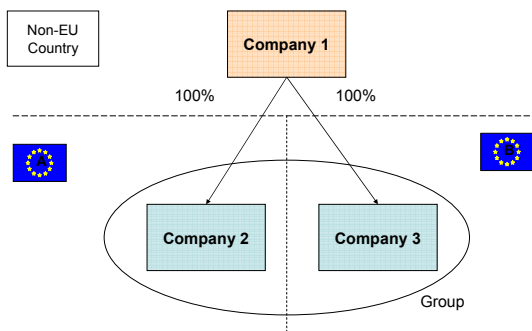 Non-EU
Country
Company 1
100%
100%
A
B
Company 2
Company 3
Group